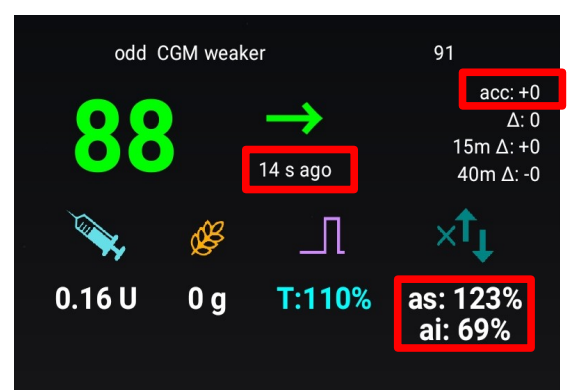 odd CGM weaker 91
acc: +0
88 → Δ: 0
15m Δ: +0
14 s ago
40m Δ: -0
0.16 U 0 g T:110% as: 123%
ai: 69%